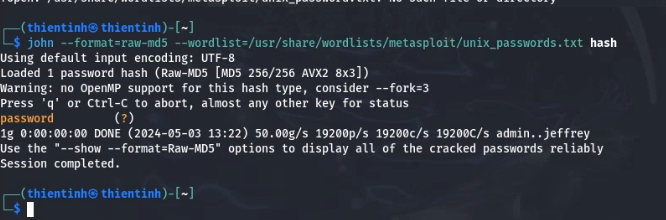 ┌──(thientinh㉿thientinh)-[~]
└─$ john --format=raw-md5 --wordlist=/usr/share/wordlists/metasploit/unix_passwords.txt hash
Using default input encoding: UTF-8
Loaded 1 password hash (Raw-MD5 [MD5 256/256 AVX2 8x3])
Warning: no OpenMP support for this hash type, consider --fork=3
Press 'q' or Ctrl-C to abort, almost any other key for status
password         (?)
1g 0:00:00:00 DONE (2024-05-03 13:22) 50.00g/s 19200p/s 19200c/s 19200C/s admin..jeffrey
Use the "--show --format=Raw-MD5" options to display all of the cracked passwords reliably
Session completed.
┌──(thientinh㉿thientinh)-[~]
└─$